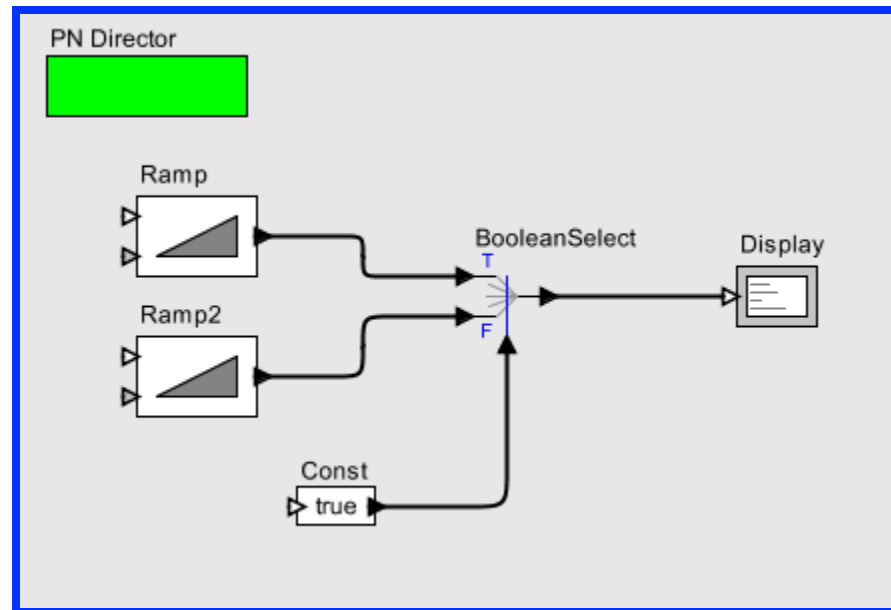 PN Director
Ramp
BooleanSelect
T
Display
Ramp2
F
Const
true